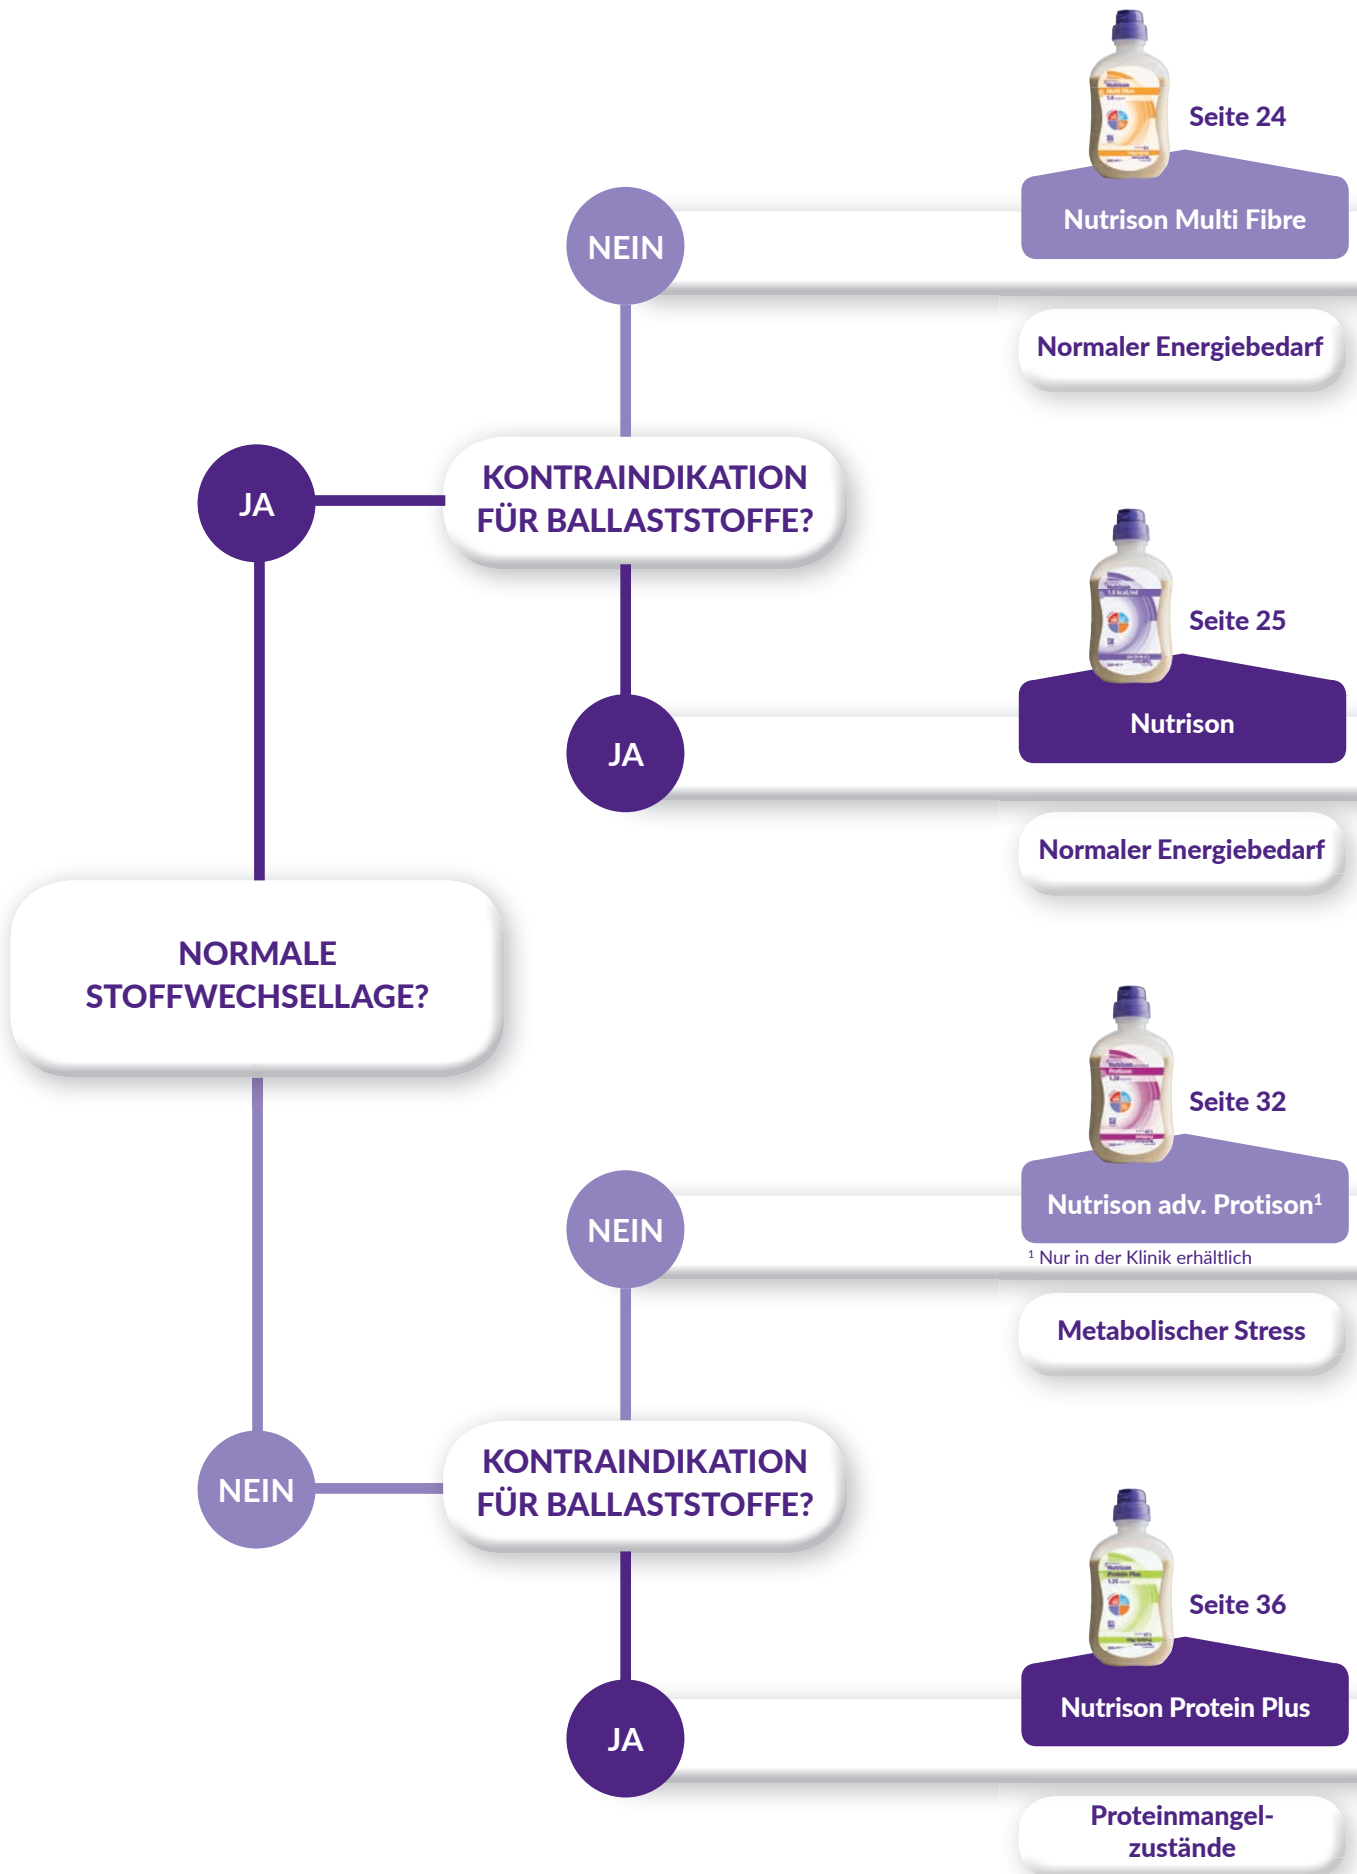 Seite 24
Nutrison Multi Fibre
NEIN
Normaler Energiebedarf
KONTRAINDIKATION
FÜR BALLASTSTOFFE?
JA
Seite 25
Nutrison
JA
Normaler Energiebedarf
NORMALE
STOFFWECHSELLAGE?
Seite 32
Nutrison adv. Protison¹
NEIN
¹ Nur in der Klinik erhältlich
Metabolischer Stress
KONTRAINDIKATION
FÜR BALLASTSTOFFE?
NEIN
Seite 36
Nutrison Protein Plus
JA
Proteinmangel-
zustände